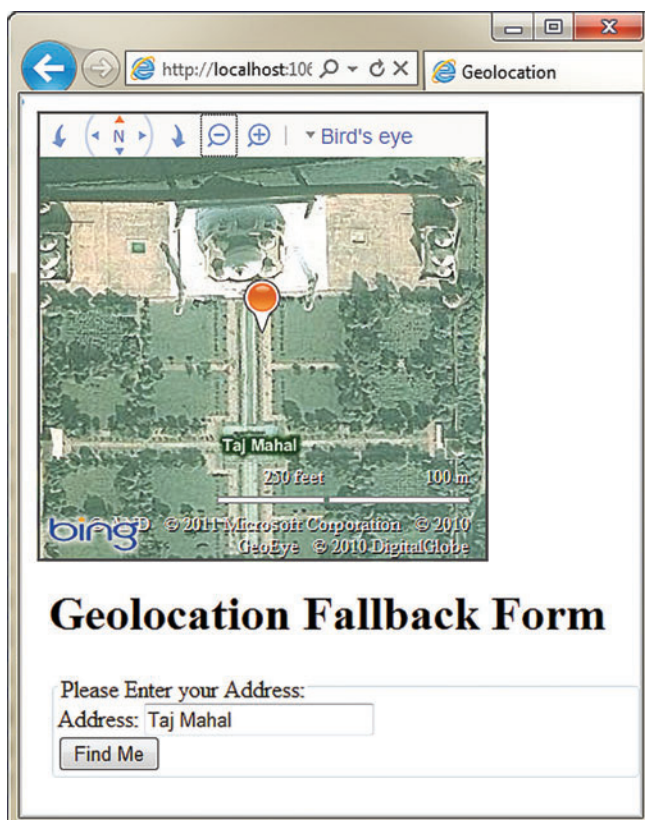 http://localhost:106
Geolocation
N
Bird's eye
Taj Mahal
250 feet 100 m
bing D. © 2011 Microsoft Corporation © 2010
GeoEye © 2010 DigitalGlobe
Geolocation Fallback Form
Please Enter your Address:
Address: Taj Mahal
Find Me